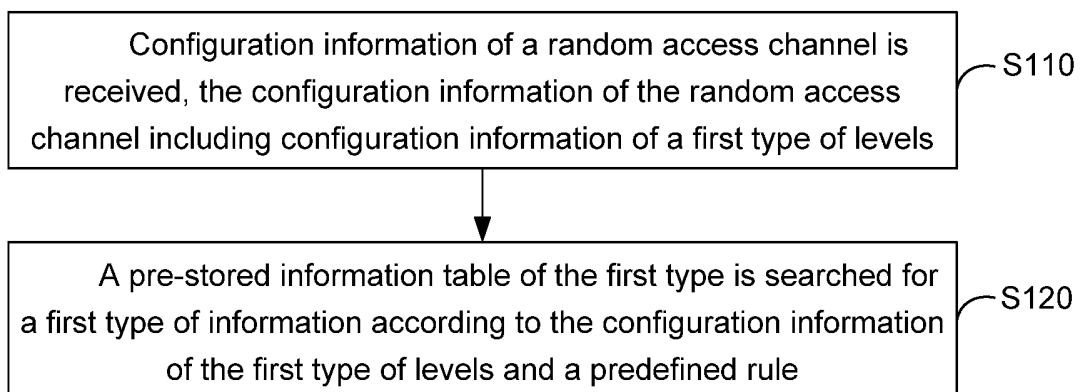 Configuration information of a random access channel is
received, the configuration information of the random access
channel including configuration information of a first type of levels
S110
A pre-stored information table of the first type is searched for
a first type of information according to the configuration information
of the first type of levels and a predefined rule
S120